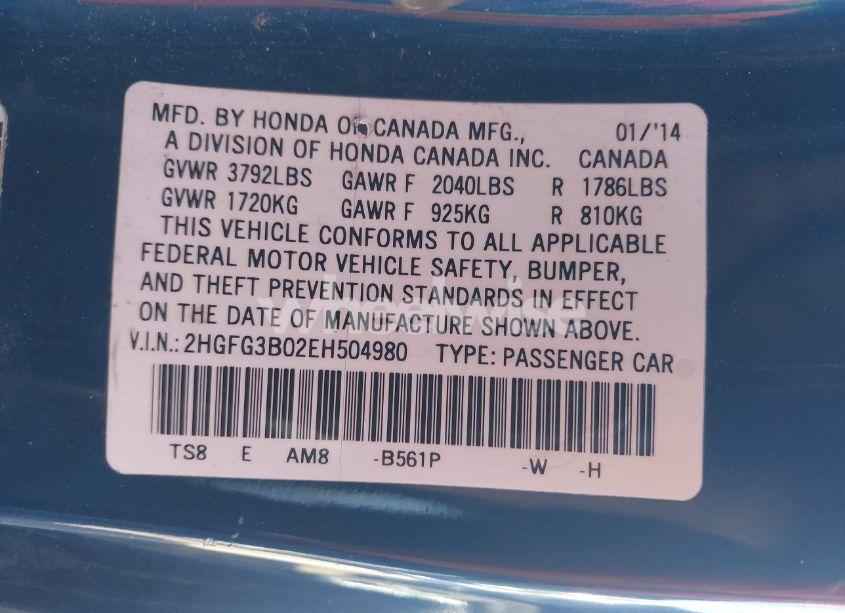 MFD. BY HONDA OF CANADA MFG., 01/'14
A DIVISION OF HONDA CANADA INC. CANADA
GVWR 3792LBS GAWR F 2040LBS R 1786LBS
GVWR 1720KG GAWR F 925KG R 810KG
THIS VEHICLE CONFORMS TO ALL APPLICABLE
FEDERAL MOTOR VEHICLE SAFETY, BUMPER,
AND THEFT PREVENTION STANDARDS IN EFFECT
wheelwise
ON THE DATE OF MANUFACTURE SHOWN ABOVE.
V.I.N.: 2HGFG3B02EH504980 TYPE: PASSENGER CAR
TS8 E AM8 -B561P -W -H